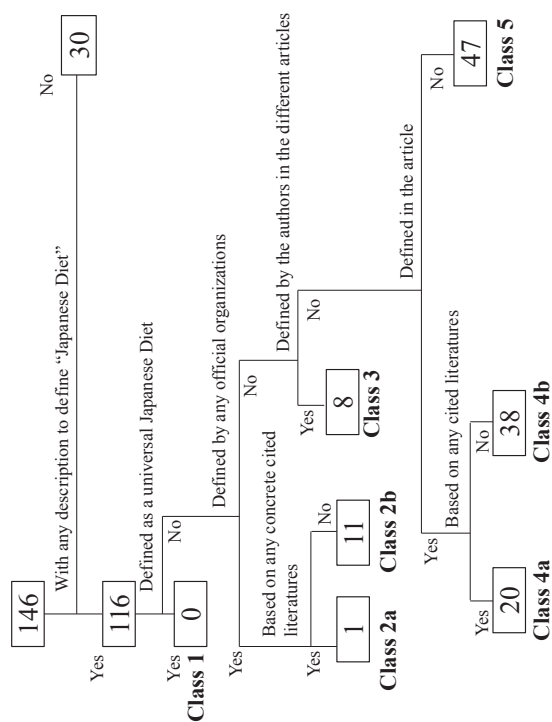 146
With any description to define “Japanese Diet”
Yes
No
116
30
Defined as a universal Japanese Diet
Yes
No
0
Class 1
Defined by any official organizations
Yes
No
Based on any concrete cited
literatures
Yes
No
1
11
Class 2a
Class 2b
Defined by the authors in the different articles
Yes
No
8
Class 3
Defined in the article
Yes
No
47
Class 5
Based on any cited literatures
Yes
No
20
38
Class 4a
Class 4b